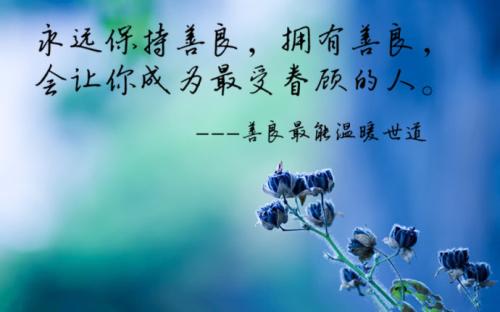 永远保持善良，拥有善良，
会让你成为最受眷顾的人。
---善良最能温暖世道